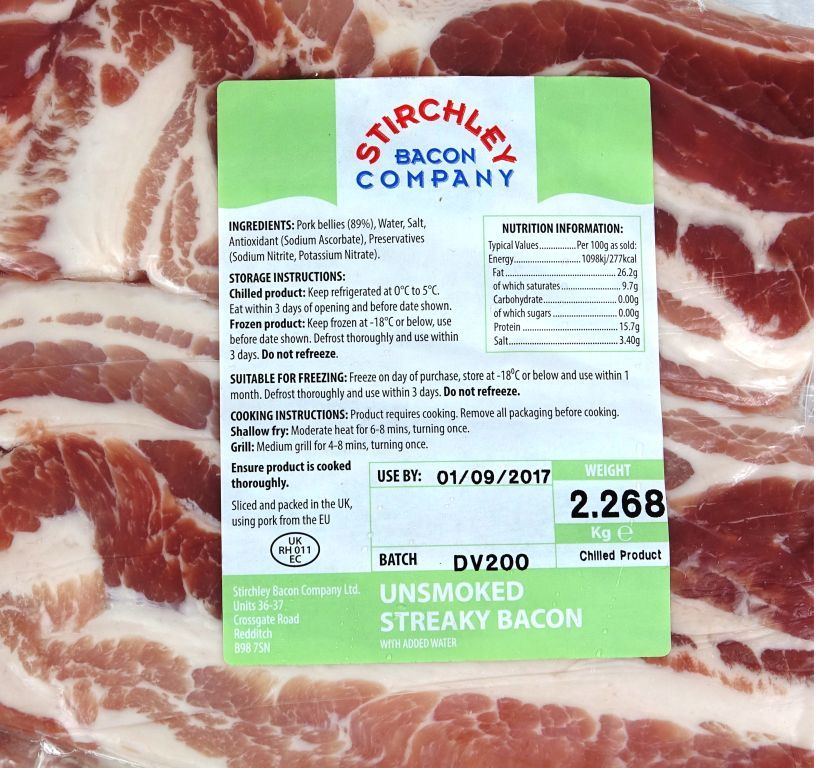 STIRCHLEY
BACON
COMPANY
INGREDIENTS: Pork bellies (89%), Water, Salt,
Antioxidant (Sodium Ascorbate), Preservatives
(Sodium Nitrite, Potassium Nitrate).
STORAGE INSTRUCTIONS:
Chilled product: Keep refrigerated at 0°C to 5°C.
Eat within 3 days of opening and before date shown.
Frozen product: Keep frozen at -18°C or below, use
before date shown. Defrost thoroughly and use within
3 days. Do not refreeze.
NUTRITION INFORMATION:
Typical Values..............Per 100g as sold:
Energy..........................1098kj/277kcal
Fat........................................26.2g
of which saturates.....................9.7g
Carbohydrate.........................0.00g
of which sugars......................0.00g
Protein...................................15.7g
Salt........................................3.40g
SUITABLE FOR FREEZING: Freeze on day of purchase, store at -18°C or below and use within 1
month. Defrost thoroughly and use within 3 days. Do not refreeze.
COOKING INSTRUCTIONS: Product requires cooking. Remove all packaging before cooking.
Shallow fry: Moderate heat for 6-8 mins, turning once.
Grill: Medium grill for 4-8 mins, turning once.
Ensure product is cooked
thoroughly.
Sliced and packed in the UK,
using pork from the EU
UK
RH 011
EC
USE BY: 01/09/2017
WEIGHT
2.268
Kg ℮
BATCH DV200
Chilled Product
Stirchley Bacon Company Ltd.
Units 36-37
Crossgate Road
Redditch
B98 7SN
UNSMOKED
STREAKY BACON
WITH ADDED WATER